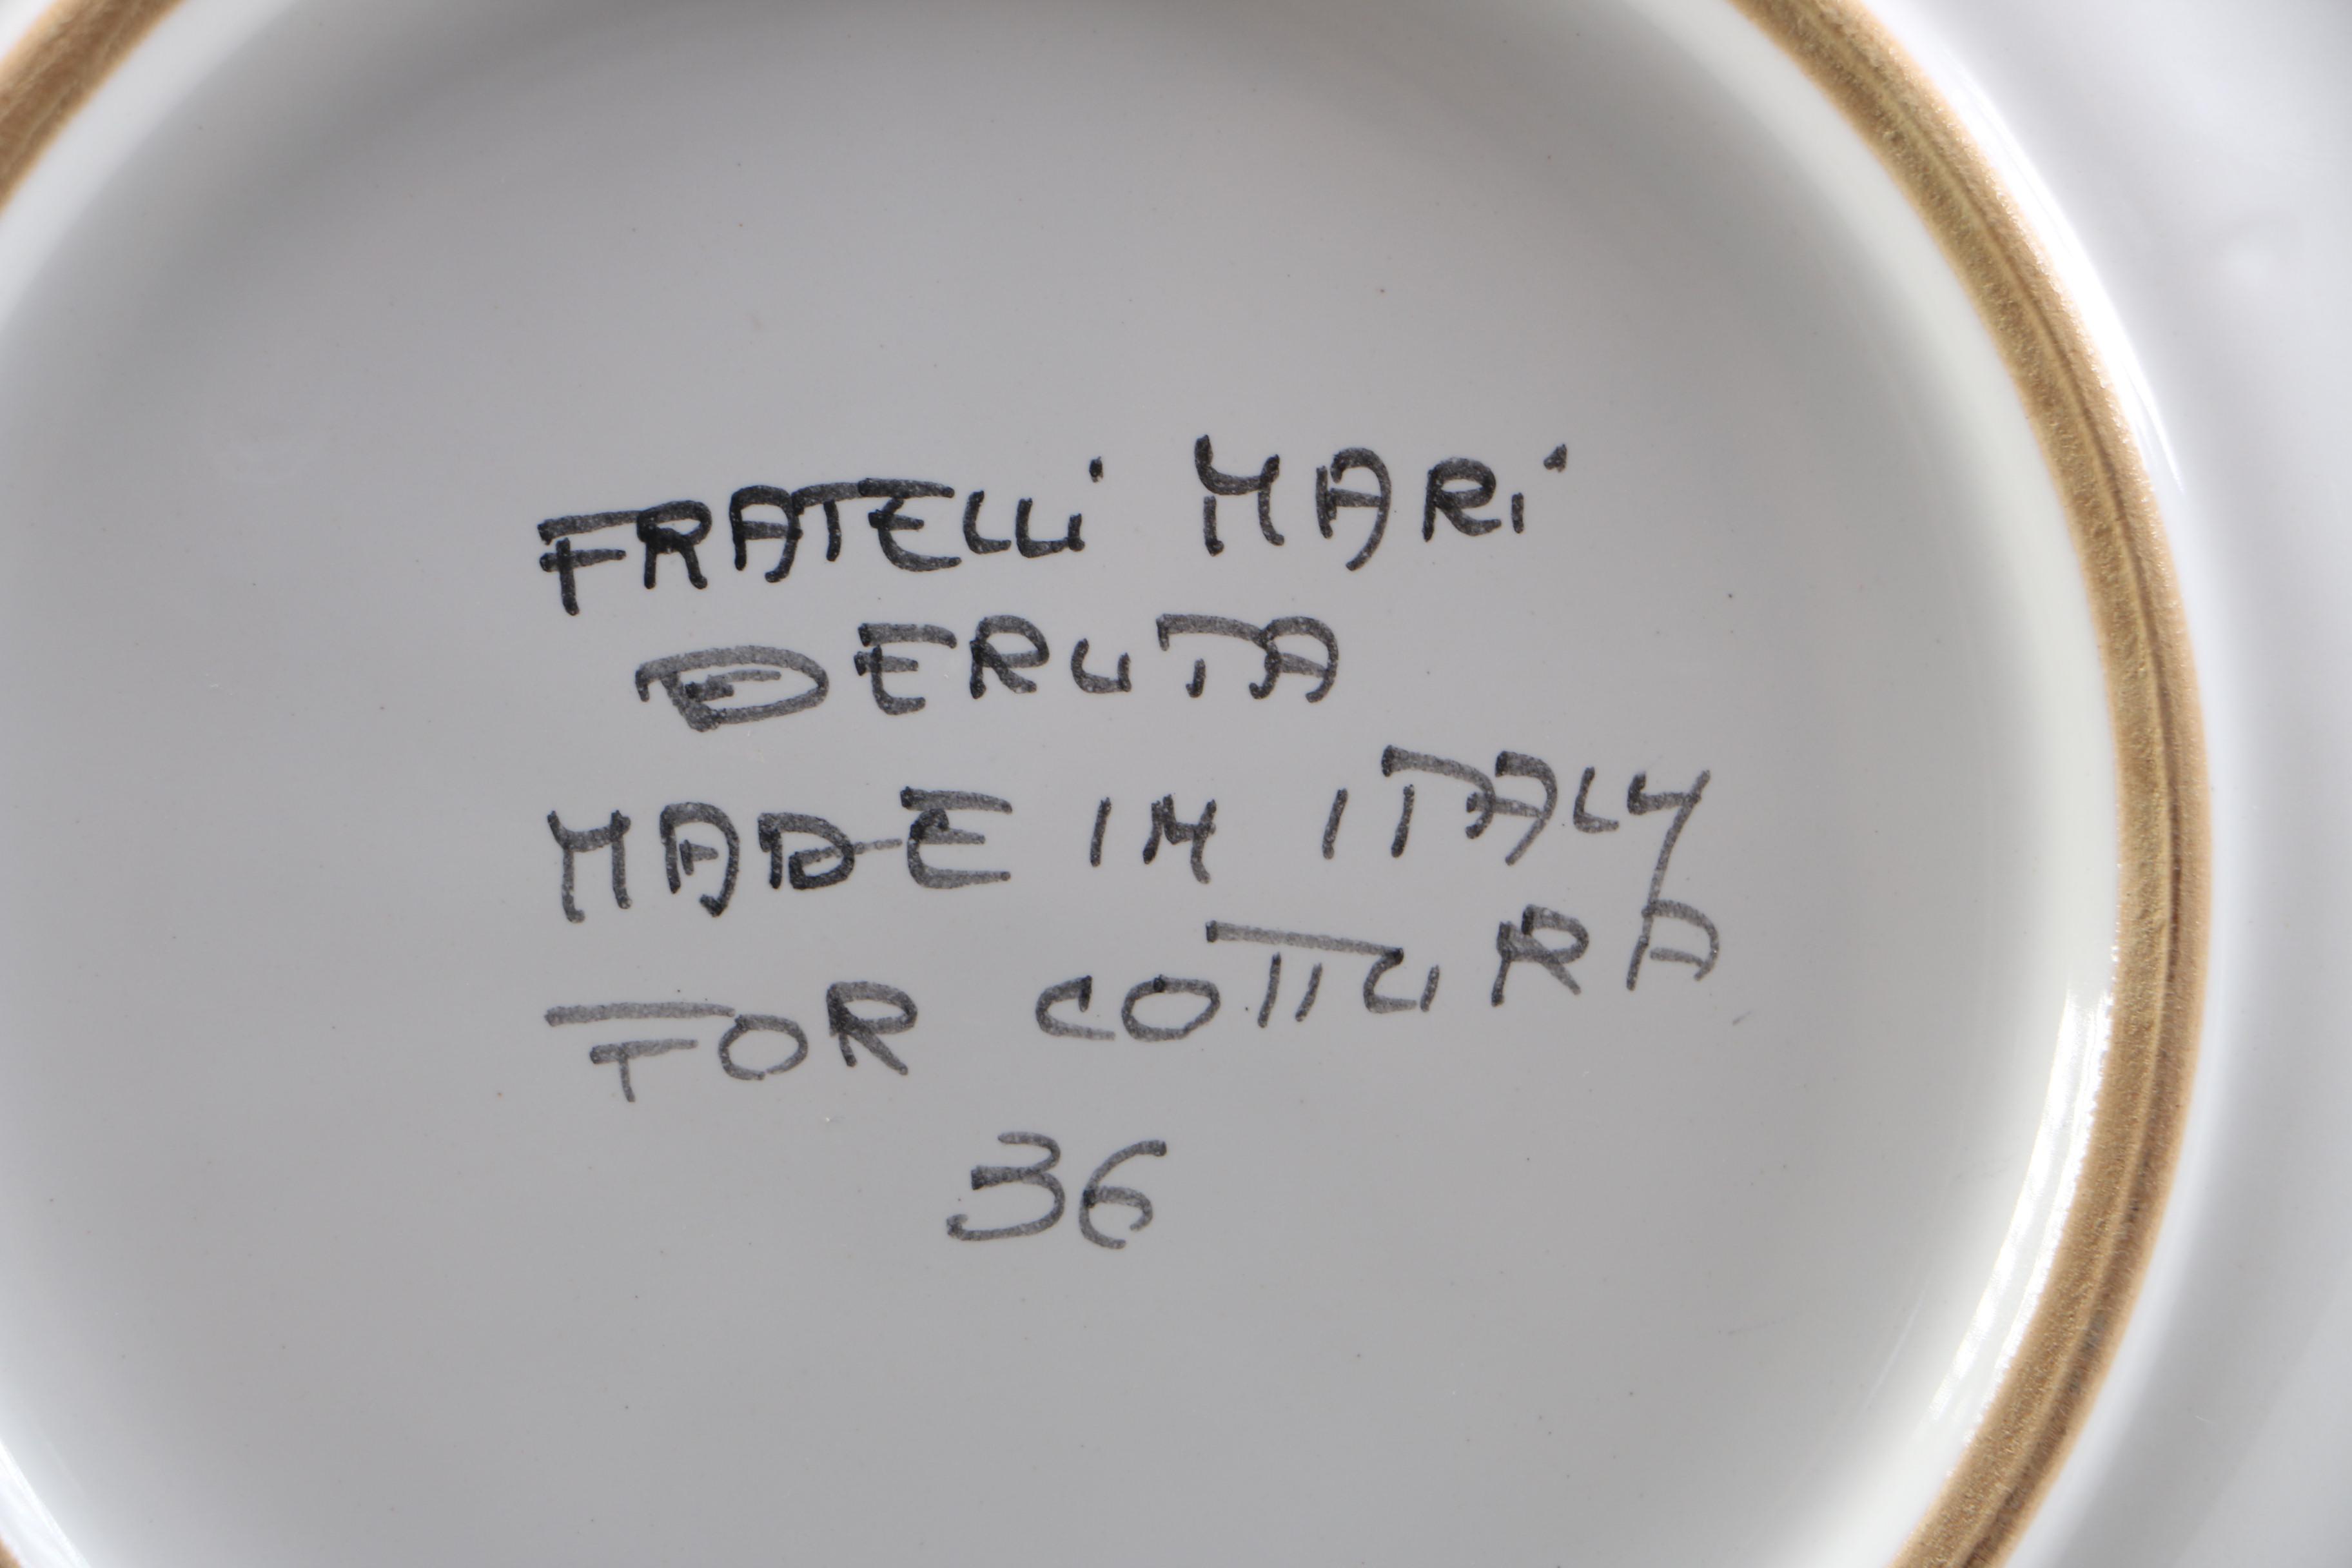 FRATELLi MARi
DERUTA
MADE IN ITALY
FOR COTTURA
36